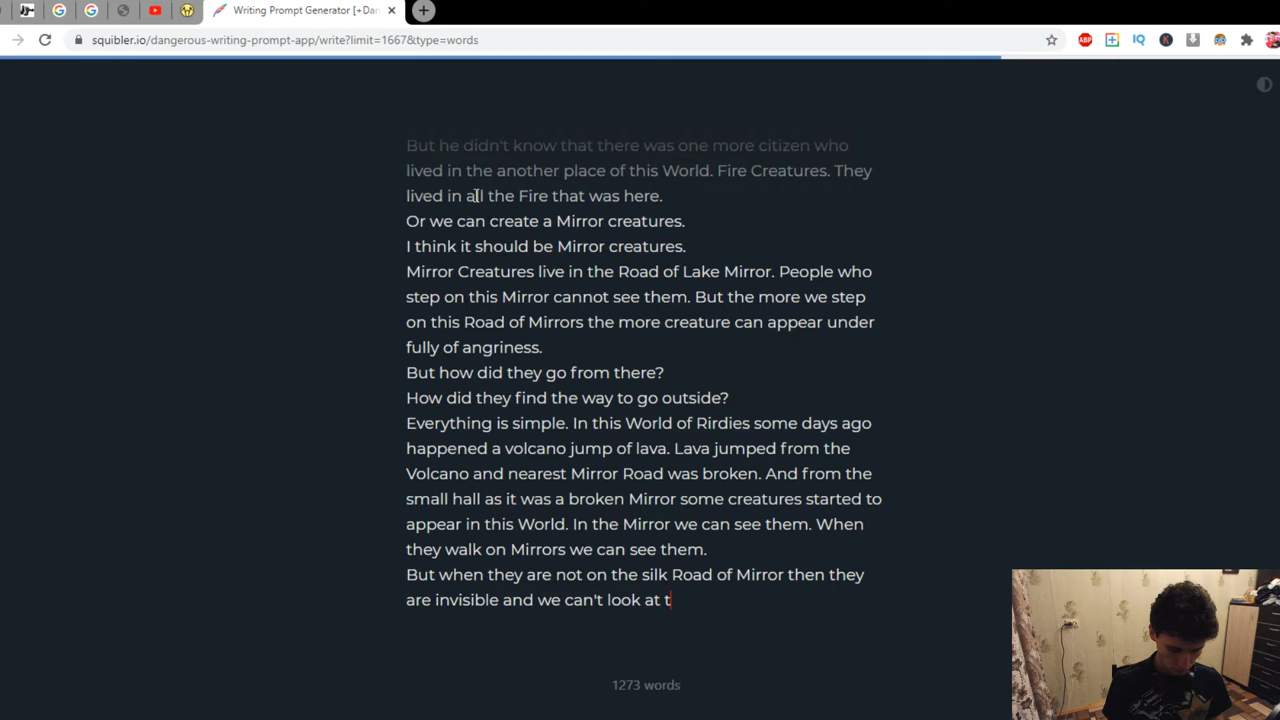 Writing Prompt Generator [+Dan
squibler.io/dangerous-writing-prompt-app/write?limit=1667&type=words
ABP
IQ
K
But he didn't know that there was one more citizen who
lived in the another place of this World. Fire Creatures. They
lived in all the Fire that was here.
Or we can create a Mirror creatures.
I think it should be Mirror creatures.
Mirror Creatures live in the Road of Lake Mirror. People who
step on this Mirror cannot see them. But the more we step
on this Road of Mirrors the more creature can appear under
fully of angriness.
But how did they go from there?
How did they find the way to go outside?
Everything is simple. In this World of Rirdies some days ago
happened a volcano jump of lava. Lava jumped from the
Volcano and nearest Mirror Road was broken. And from the
small hall as it was a broken Mirror some creatures started to
appear in this World. In the Mirror we can see them. When
they walk on Mirrors we can see them.
But when they are not on the silk Road of Mirror then they
are invisible and we can't look at t
1273 words